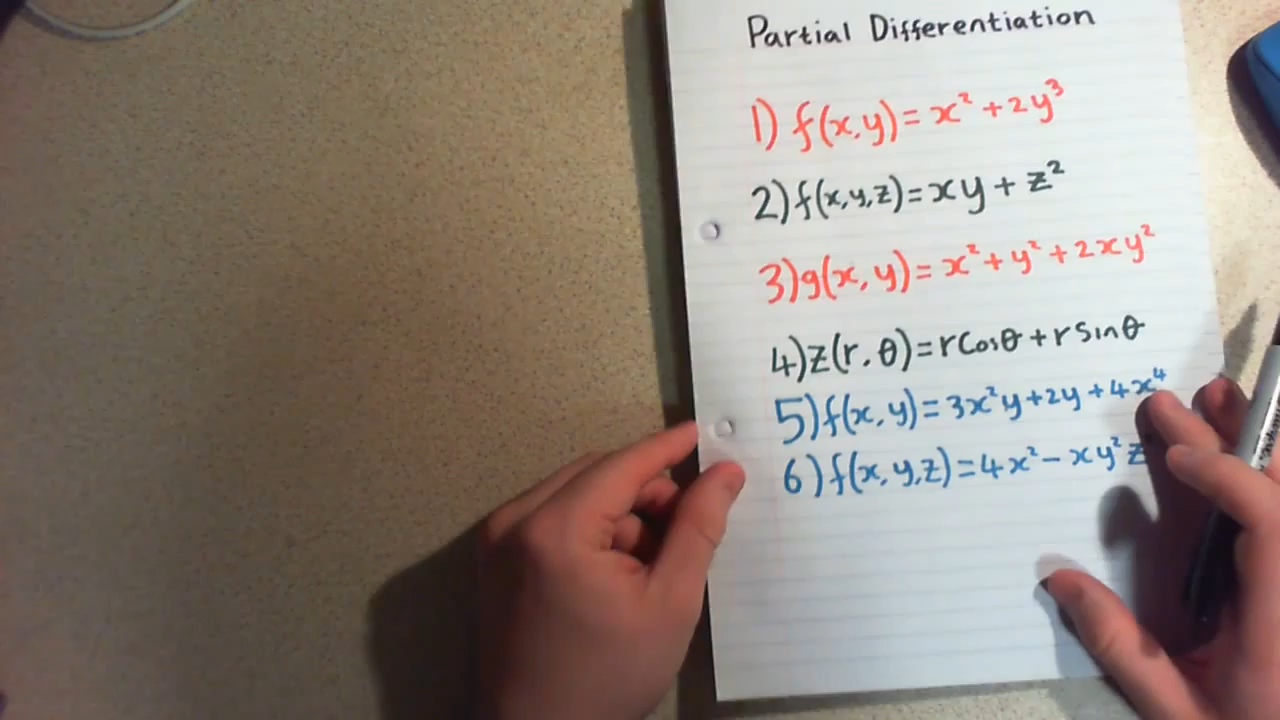 Partial Differentiation
1) f(x,y) = x² + 2y³
2) f(x,y,z) = xy + z²
3) g(x, y) = x² + y² + 2xy²
4) z(r, θ) = rCosθ + rSinθ
5) f(x, y) = 3x²y + 2y + 4x⁴
6) f(x, y, z) = 4x² - xy²z